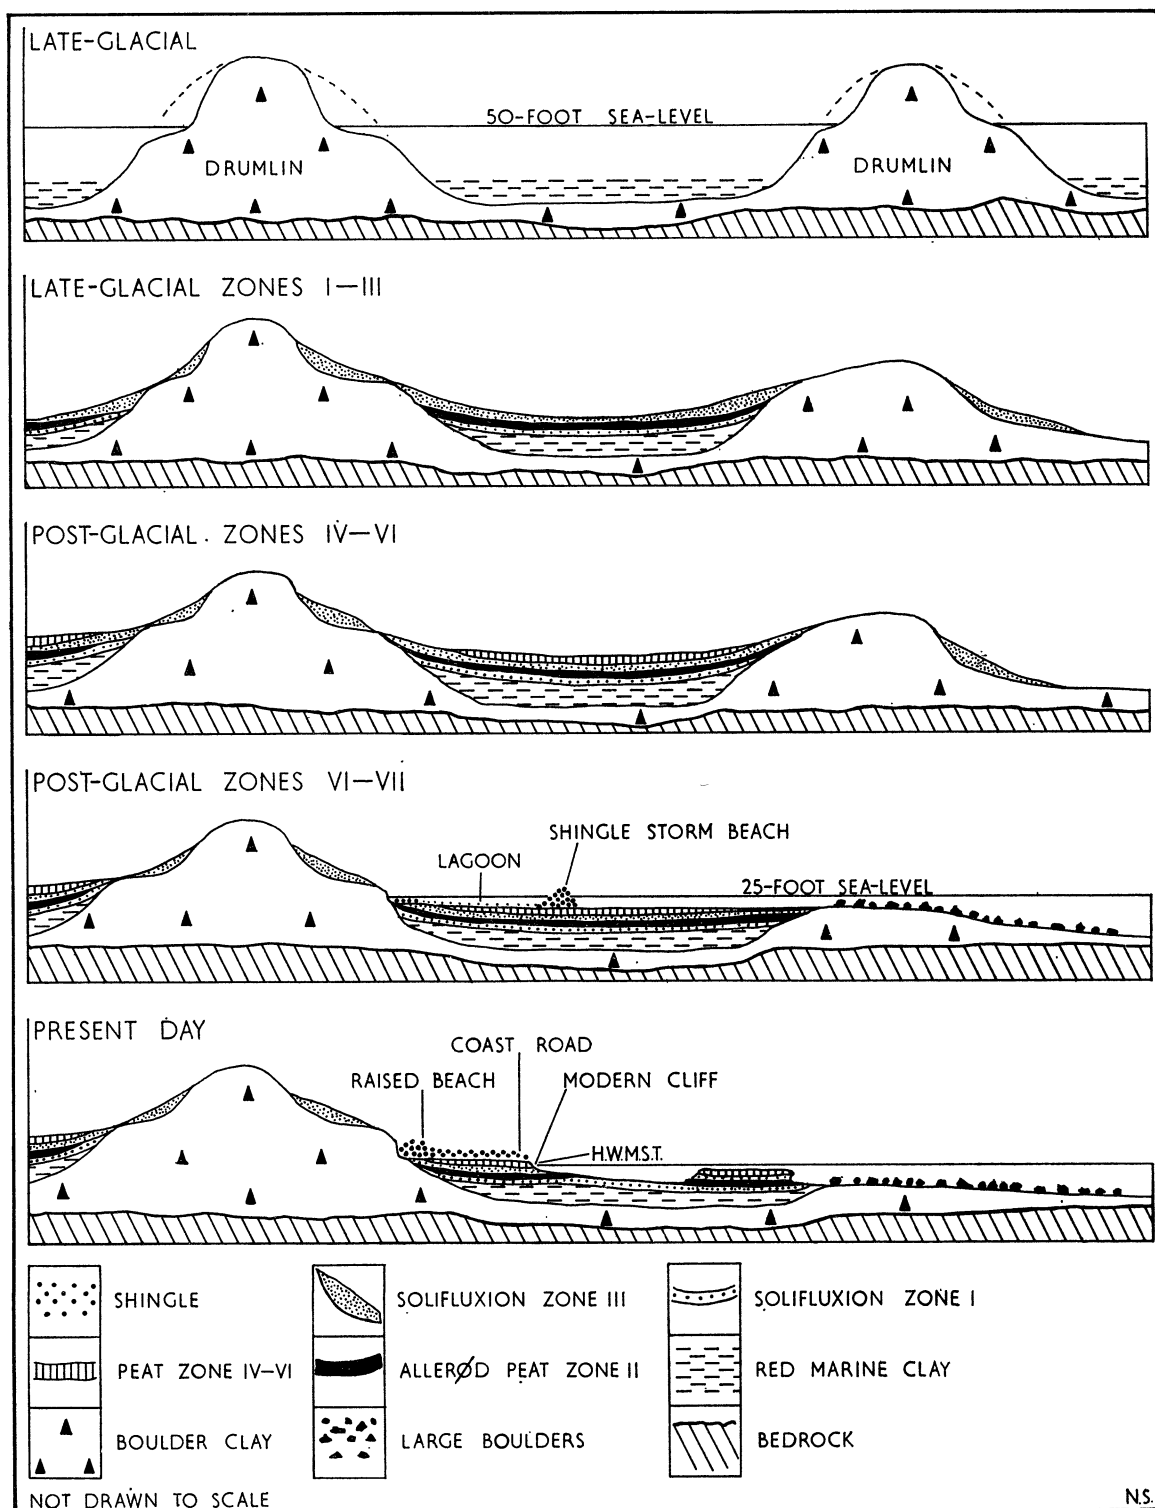 LATE-GLACIAL
50-FOOT SEA-LEVEL
DRUMLIN
DRUMLIN
LATE-GLACIAL ZONES I—III
POST-GLACIAL. ZONES IV—VI
POST-GLACIAL ZONES VI—VII
SHINGLE STORM BEACH
LAGOON
25-FOOT SEA-LEVEL
PRESENT DAY
COAST ROAD
RAISED BEACH
MODERN CLIFF
H.W.M.S.T.
SHINGLE
SOLIFLUXION ZONE III
SOLIFLUXION ZONE I
PEAT ZONE IV—VI
ALLERØD PEAT ZONE II
RED MARINE CLAY
BOULDER CLAY
LARGE BOULDERS
BEDROCK
NOT DRAWN TO SCALE
N.S.